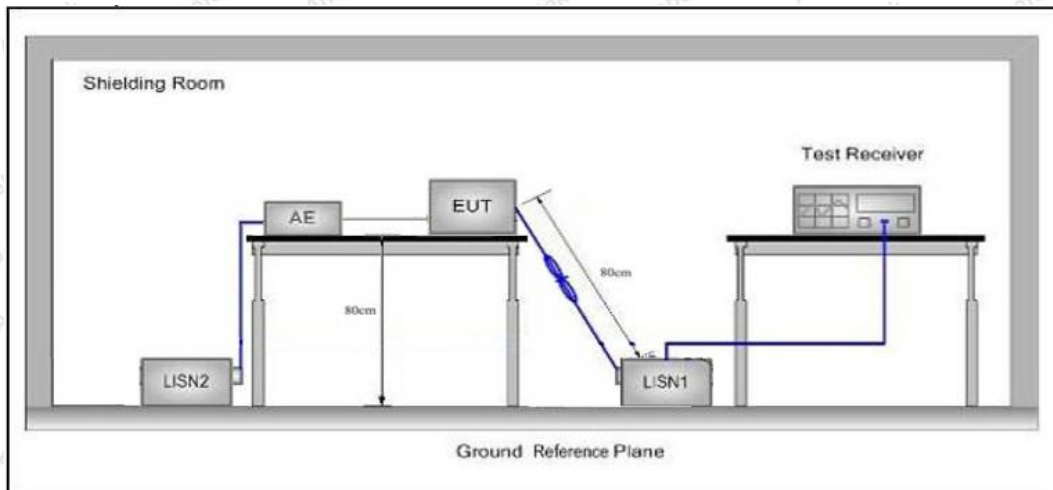 Shielding Room
Test Receiver
EUT
AE
80cm
80cm
LISN2
LISN1
Ground Reference Plane